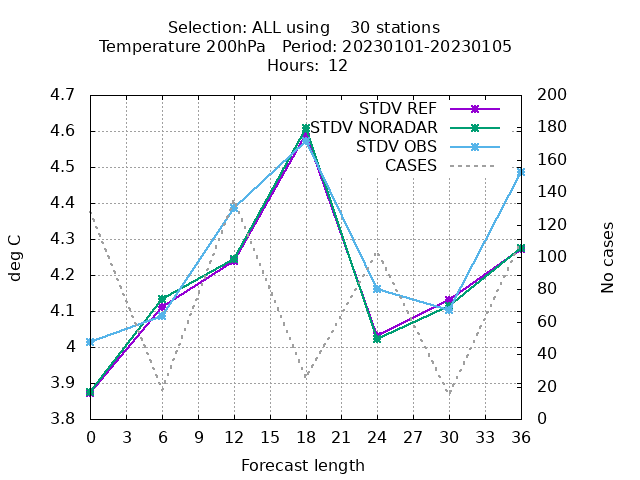 Selection: ALL using    30 stations
Temperature 200hPa   Period: 20230101-20230105
Hours:  12
STDV REF
STDV NORADAR
STDV OBS
CASES
deg C
4.7
4.6
4.5
4.4
4.3
4.2
4.1
4
3.9
3.8
200
180
160
140
120
100
80
60
40
20
0
No cases
0 3 6 9 12 15 18 21 24 27 30 33 36
Forecast length